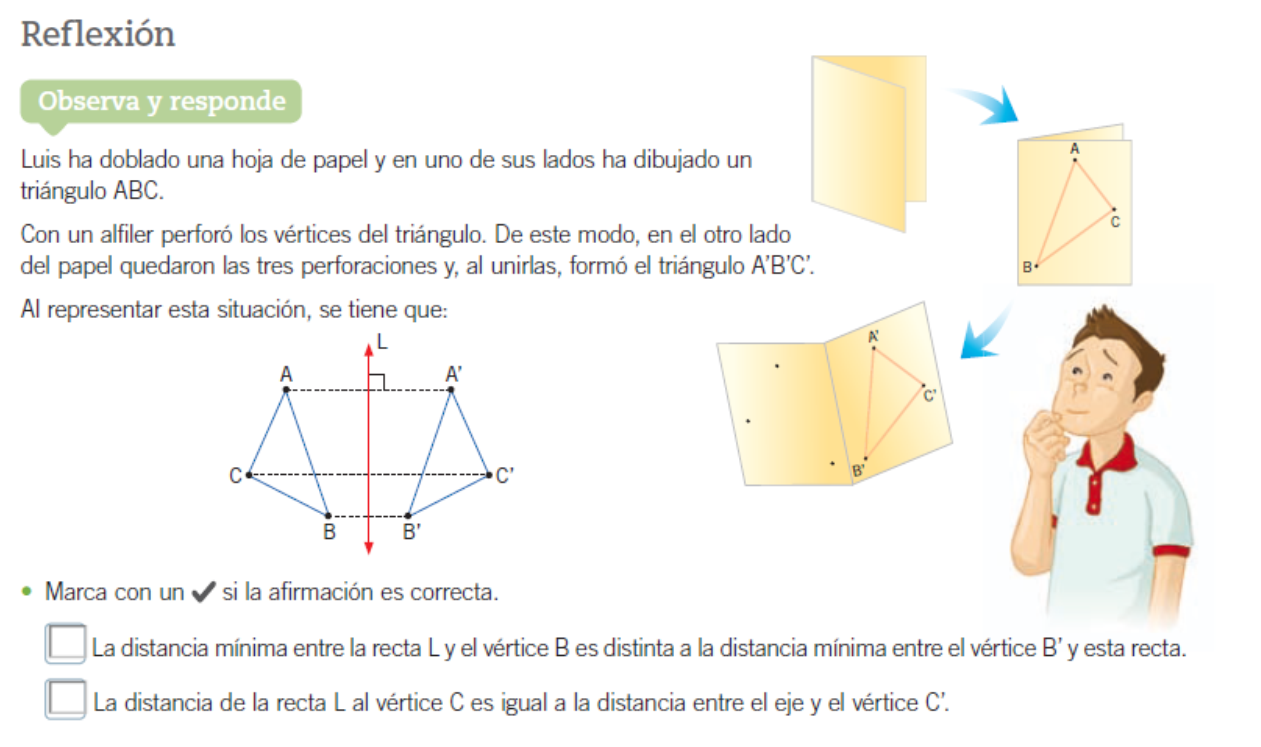 Reflexión
Observa y responde
Luis ha doblado una hoja de papel y en uno de sus lados ha dibujado un
triángulo ABC.
Con un alfiler perforó los vértices del triángulo. De este modo, en el otro lado
del papel quedaron las tres perforaciones y, al unirlas, formó el triángulo A’B’C’.
Al representar esta situación, se tiene que:
A
C
B
A’
C’
B’
L
A
A’
C
C’
B
B’
• Marca con un ✔ si la afirmación es correcta.
La distancia mínima entre la recta L y el vértice B es distinta a la distancia mínima entre el vértice B’ y esta recta.
La distancia de la recta L al vértice C es igual a la distancia entre el eje y el vértice C’.